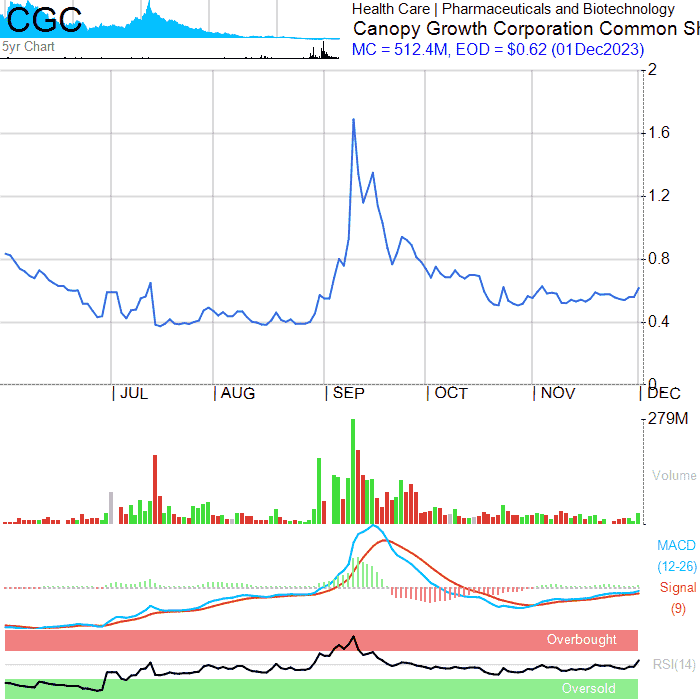 CGC
5yr Chart
Health Care | Pharmaceuticals and Biotechnology
Canopy Growth Corporation Common Sh
MC = 512.4M, EOD = $0.62 (01Dec2023)
2
1.6
1.2
0.8
0.4
0
| JUL | AUG | SEP | OCT | NOV | DEC
279M
Volume
MACD
(12-26)
Signal
(9)
Overbought
RSI(14)
Oversold